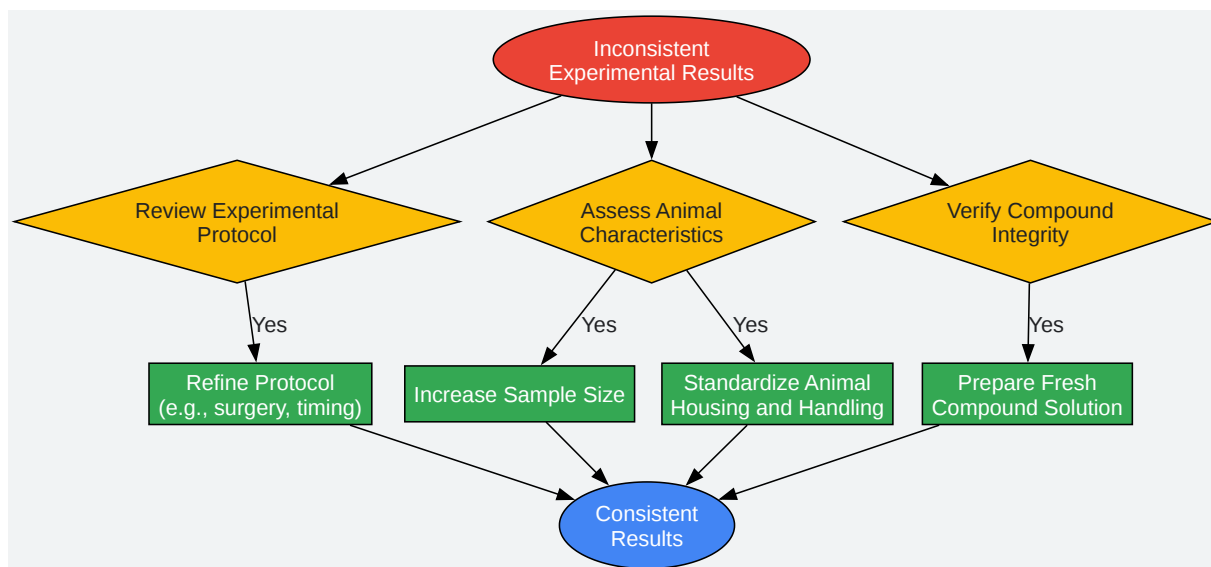 Inconsistent
Experimental Results
Review Experimental
Protocol
Assess Animal
Characteristics
Verify Compound
Integrity
Yes
Yes
Yes
Yes
Refine Protocol
(e.g., surgery, timing)
Increase Sample Size
Standardize Animal
Housing and Handling
Prepare Fresh
Compound Solution
Consistent
Results